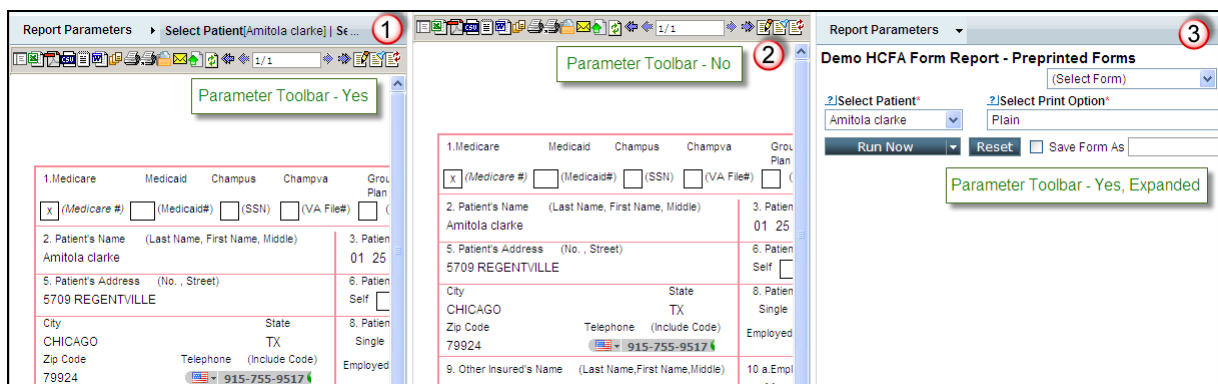 Report Parameters Select Patient[Amitola clarke] | Se ... 1
1/1
Parameter Toolbar - Yes
1.Medicare Medicaid Champus Champva Grou
Plan
x (Medicare #) (Medicaid#) (SSN) (VA File#) (
2. Patient's Name (Last Name, First Name, Middle) 3. Patien
Amitola clarke 01 25
5. Patient's Address (No. , Street) 6. Patien
5709 REGENTVILLE Self
City State 8. Patien
CHICAGO TX Single
Zip Code Telephone (Include Code) Employed
79924 915-755-9517
1/1
2
Parameter Toolbar - No
1.Medicare Medicaid Champus Champva Grou
Plan
x (Medicare #) (Medicaid#) (SSN) (VA File#) (
2. Patient's Name (Last Name, First Name, Middle) 3. Patien
Amitola clarke 01 25
5. Patient's Address (No. , Street) 6. Patien
5709 REGENTVILLE Self
City State 8. Patien
CHICAGO TX Single
Zip Code Telephone (Include Code) Employed
79924 915-755-9517
9. Other Insured's Name (Last Name,First Name,Middle) 10 a.Empl
Report Parameters 3
Demo HCFA Form Report - Preprinted Forms
(Select Form)
? Select Patient* ? Select Print Option*
Amitola clarke Plain
Run Now Reset Save Form As
Parameter Toolbar - Yes, Expanded